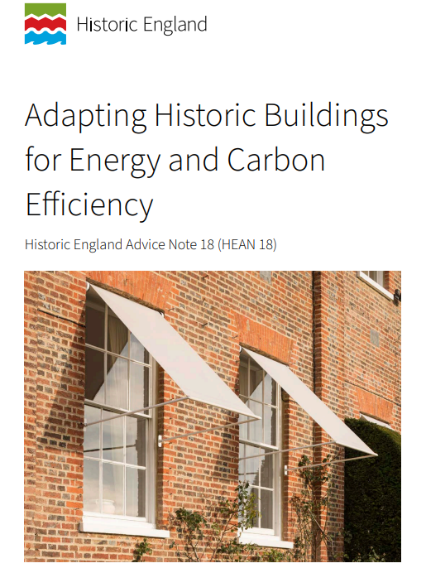 Historic England
Adapting Historic Buildings
for Energy and Carbon
Efficiency
Historic England Advice Note 18 (HEAN 18)